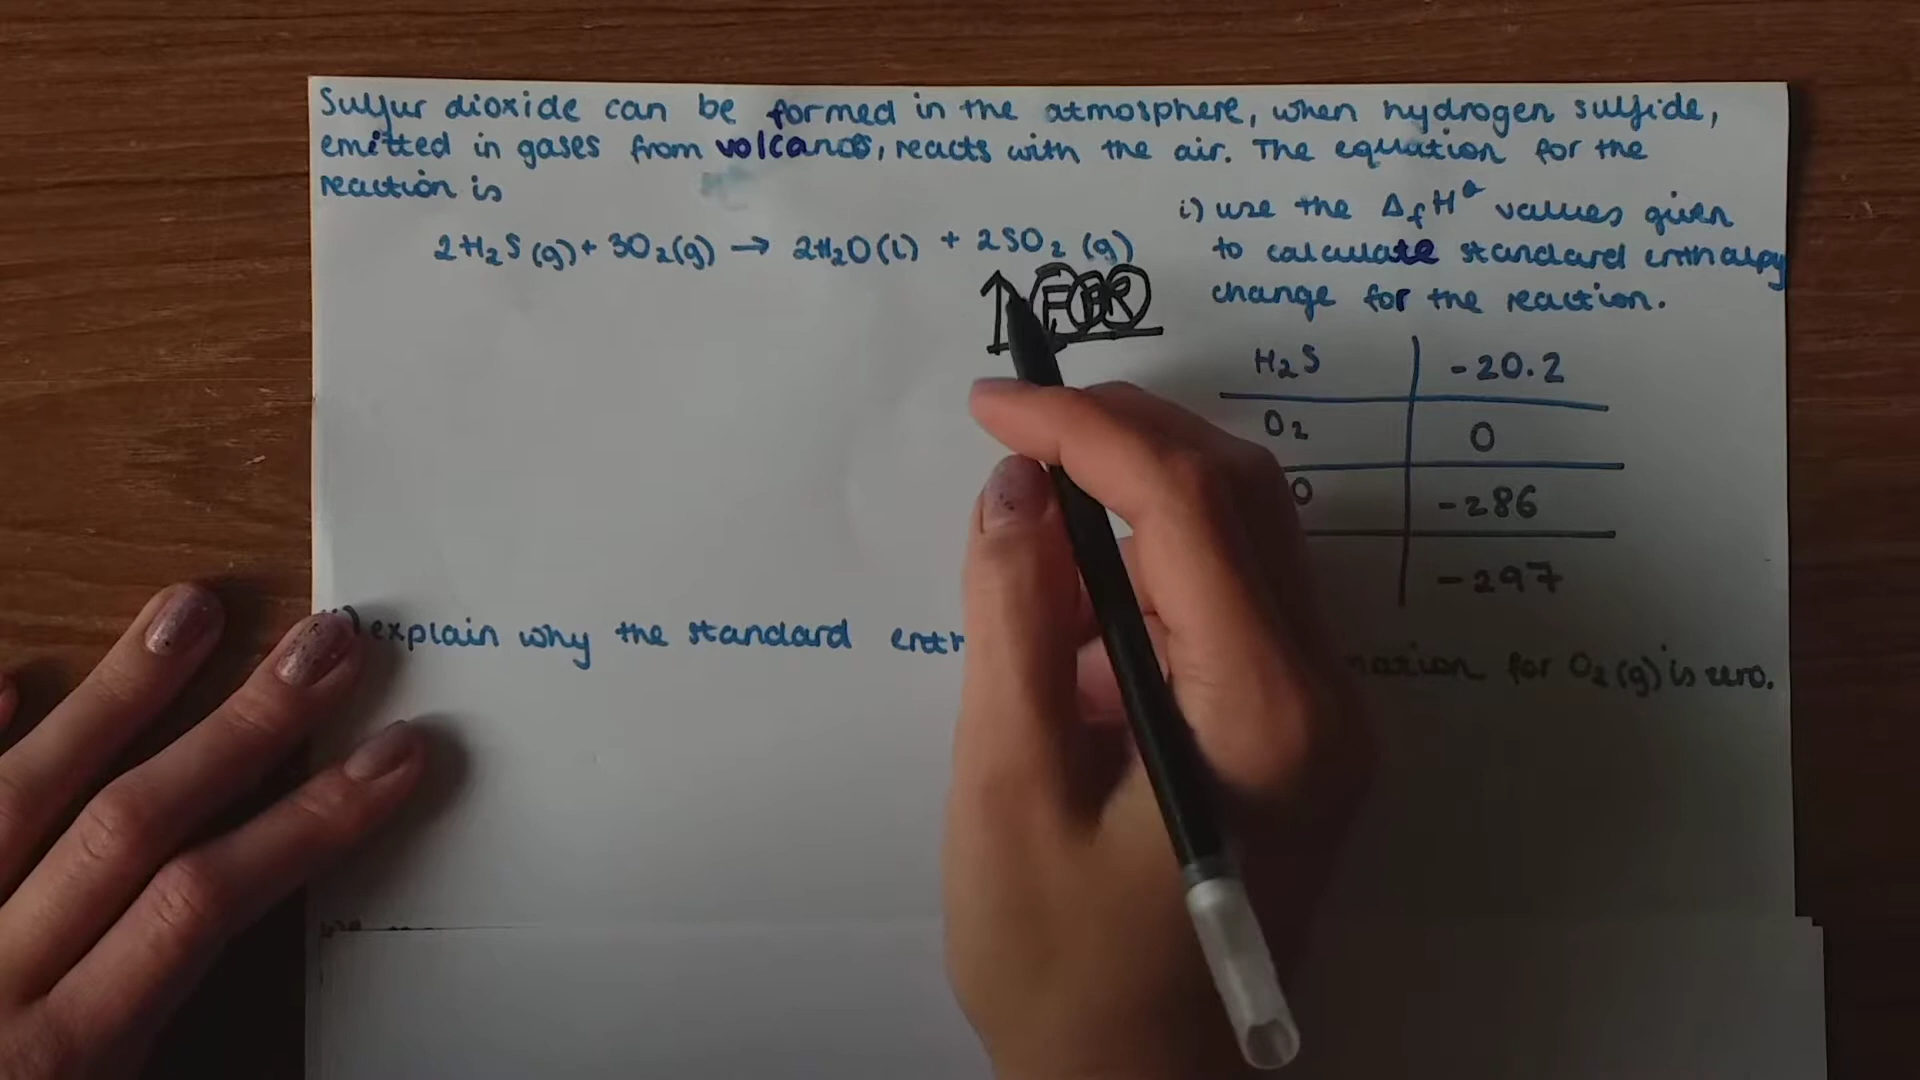 Sulfur dioxide can be formed in the atmosphere, when hydrogen sulfide,
emitted in gases from volcanos, reacts with the air. The equation for the
reaction is
2H₂S(g) + 3O₂(g) → 2H₂O(l) + 2SO₂(g)
i) use the ΔfH° values given
to calculate standard enthalpy
change for the reaction.
H₂S -20.2
O₂ 0
O -286
-297
explain why the standard for O₂(g) is zero.